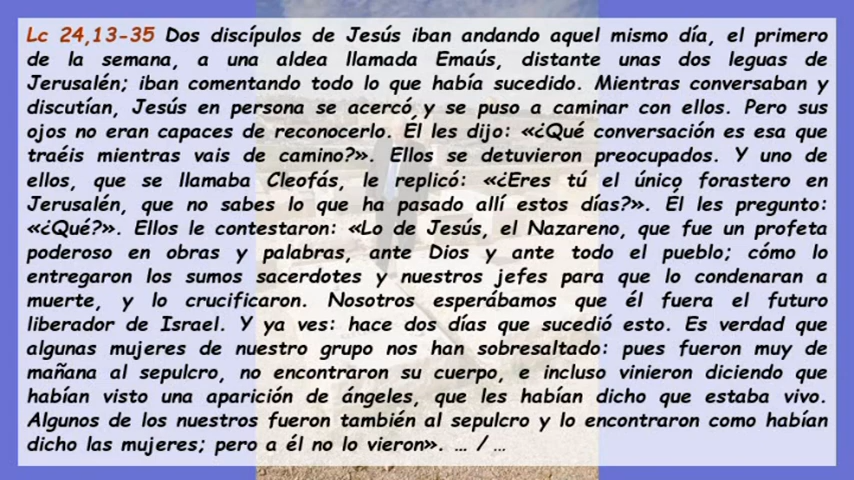 Lc 24,13-35 Dos discípulos de Jesús iban andando aquel mismo día, el primero
de la semana, a una aldea llamada Emaús, distante unas dos leguas de
Jerusalén; iban comentando todo lo que había sucedido. Mientras conversaban y
discutían, Jesús en persona se acercó y se puso a caminar con ellos. Pero sus
ojos no eran capaces de reconocerlo. Él les dijo: «¿Qué conversación es esa que
traéis mientras vais de camino?». Ellos se detuvieron preocupados. Y uno de
ellos, que se llamaba Cleofás, le replicó: «¿Eres tú el único forastero en
Jerusalén, que no sabes lo que ha pasado allí estos días?». Él les pregunto:
«¿Qué?». Ellos le contestaron: «Lo de Jesús, el Nazareno, que fue un profeta
poderoso en obras y palabras, ante Dios y ante todo el pueblo; cómo lo
entregaron los sumos sacerdotes y nuestros jefes para que lo condenaran a
muerte, y lo crucificaron. Nosotros esperábamos que él fuera el futuro
liberador de Israel. Y ya ves: hace dos días que sucedió esto. Es verdad que
algunas mujeres de nuestro grupo nos han sobresaltado: pues fueron muy de
mañana al sepulcro, no encontraron su cuerpo, e incluso vinieron diciendo que
habían visto una aparición de ángeles, que les habían dicho que estaba vivo.
Algunos de los nuestros fueron también al sepulcro y lo encontraron como habían
dicho las mujeres; pero a él no lo vieron». … / …